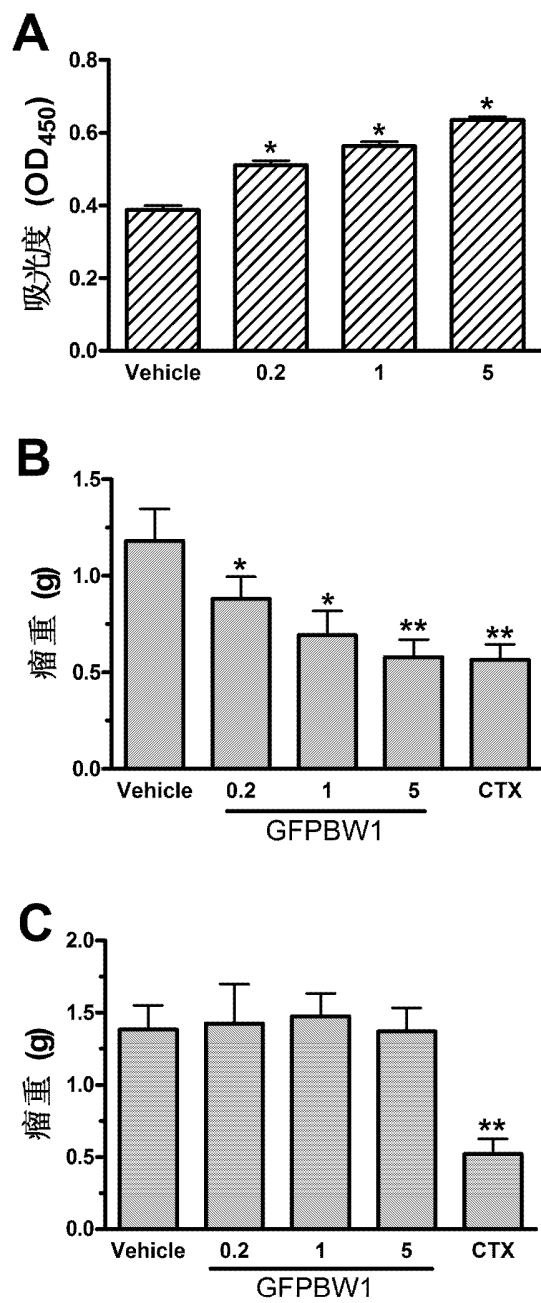 A
吸光度 (OD450)
0.8
0.6
0.4
0.2
0.0
* * *
Vehicle 0.2 1 5
B
瘤重 (g)
1.5
1.0
0.5
0.0
* * ** **
Vehicle 0.2 1 5 CTX
GFPBW1
C
瘤重 (g)
2.0
1.5
1.0
0.5
0.0
**
Vehicle 0.2 1 5 CTX
GFPBW1